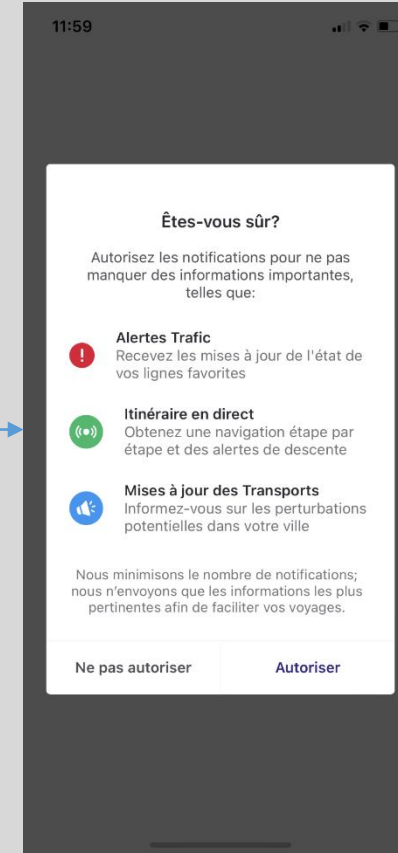 11:59
Êtes-vous sûr?
Autorisez les notifications pour ne pas
manquer des informations importantes,
telles que:
Alertes Trafic
Recevez les mises à jour de l'état de
vos lignes favorites
Itinéraire en direct
Obtenez une navigation étape par
étape et des alertes de descente
Mises à jour des Transports
Informez-vous sur les perturbations
potentielles dans votre ville
Nous minimisons le nombre de notifications;
nous n'envoyons que les informations les plus
pertinentes afin de faciliter vos voyages.
Ne pas autoriser Autoriser